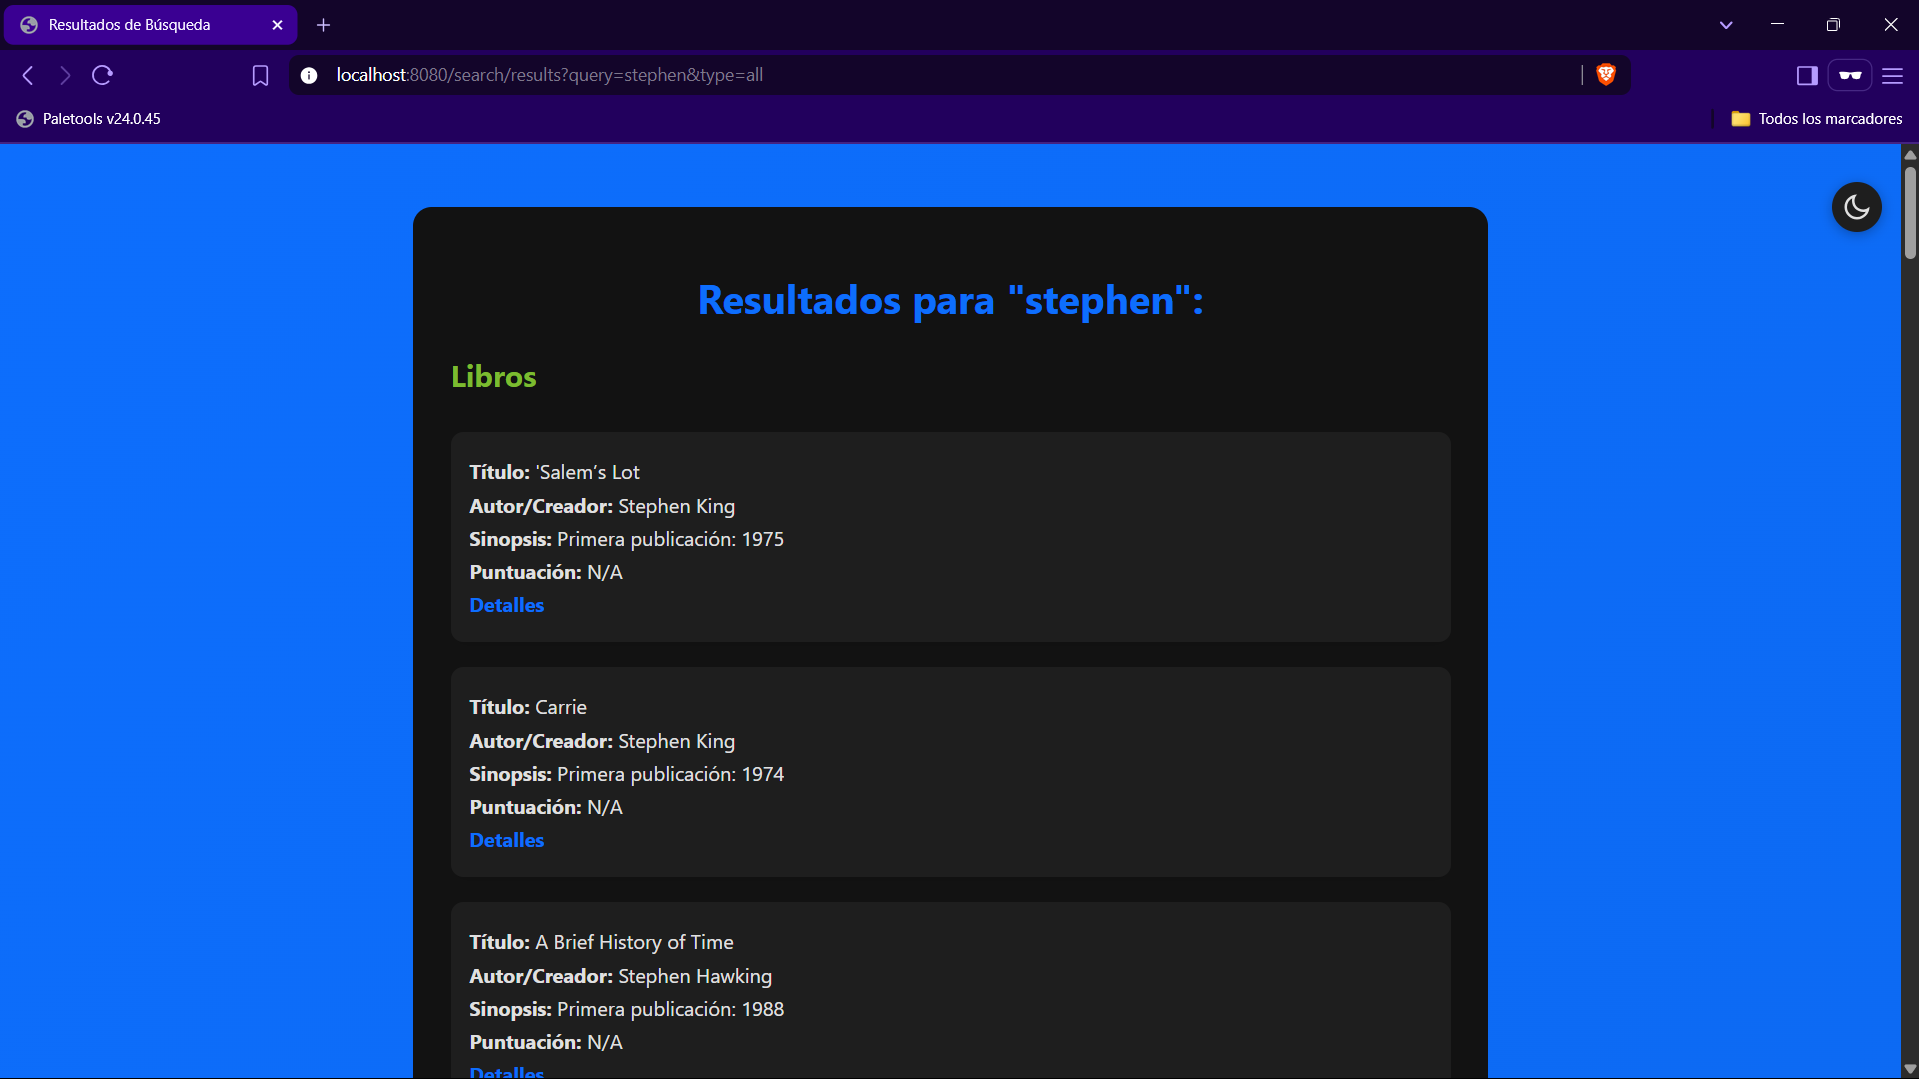 Resultados de Búsqueda
localhost:8080/search/results?query=stephen&type=all
Paletools v24.0.45
Todos los marcadores
Resultados para "stephen":
Libros
Título: 'Salem’s Lot
Autor/Creador: Stephen King
Sinopsis: Primera publicación: 1975
Puntuación: N/A
Detalles
Título: Carrie
Autor/Creador: Stephen King
Sinopsis: Primera publicación: 1974
Puntuación: N/A
Detalles
Título: A Brief History of Time
Autor/Creador: Stephen Hawking
Sinopsis: Primera publicación: 1988
Puntuación: N/A
Detalles